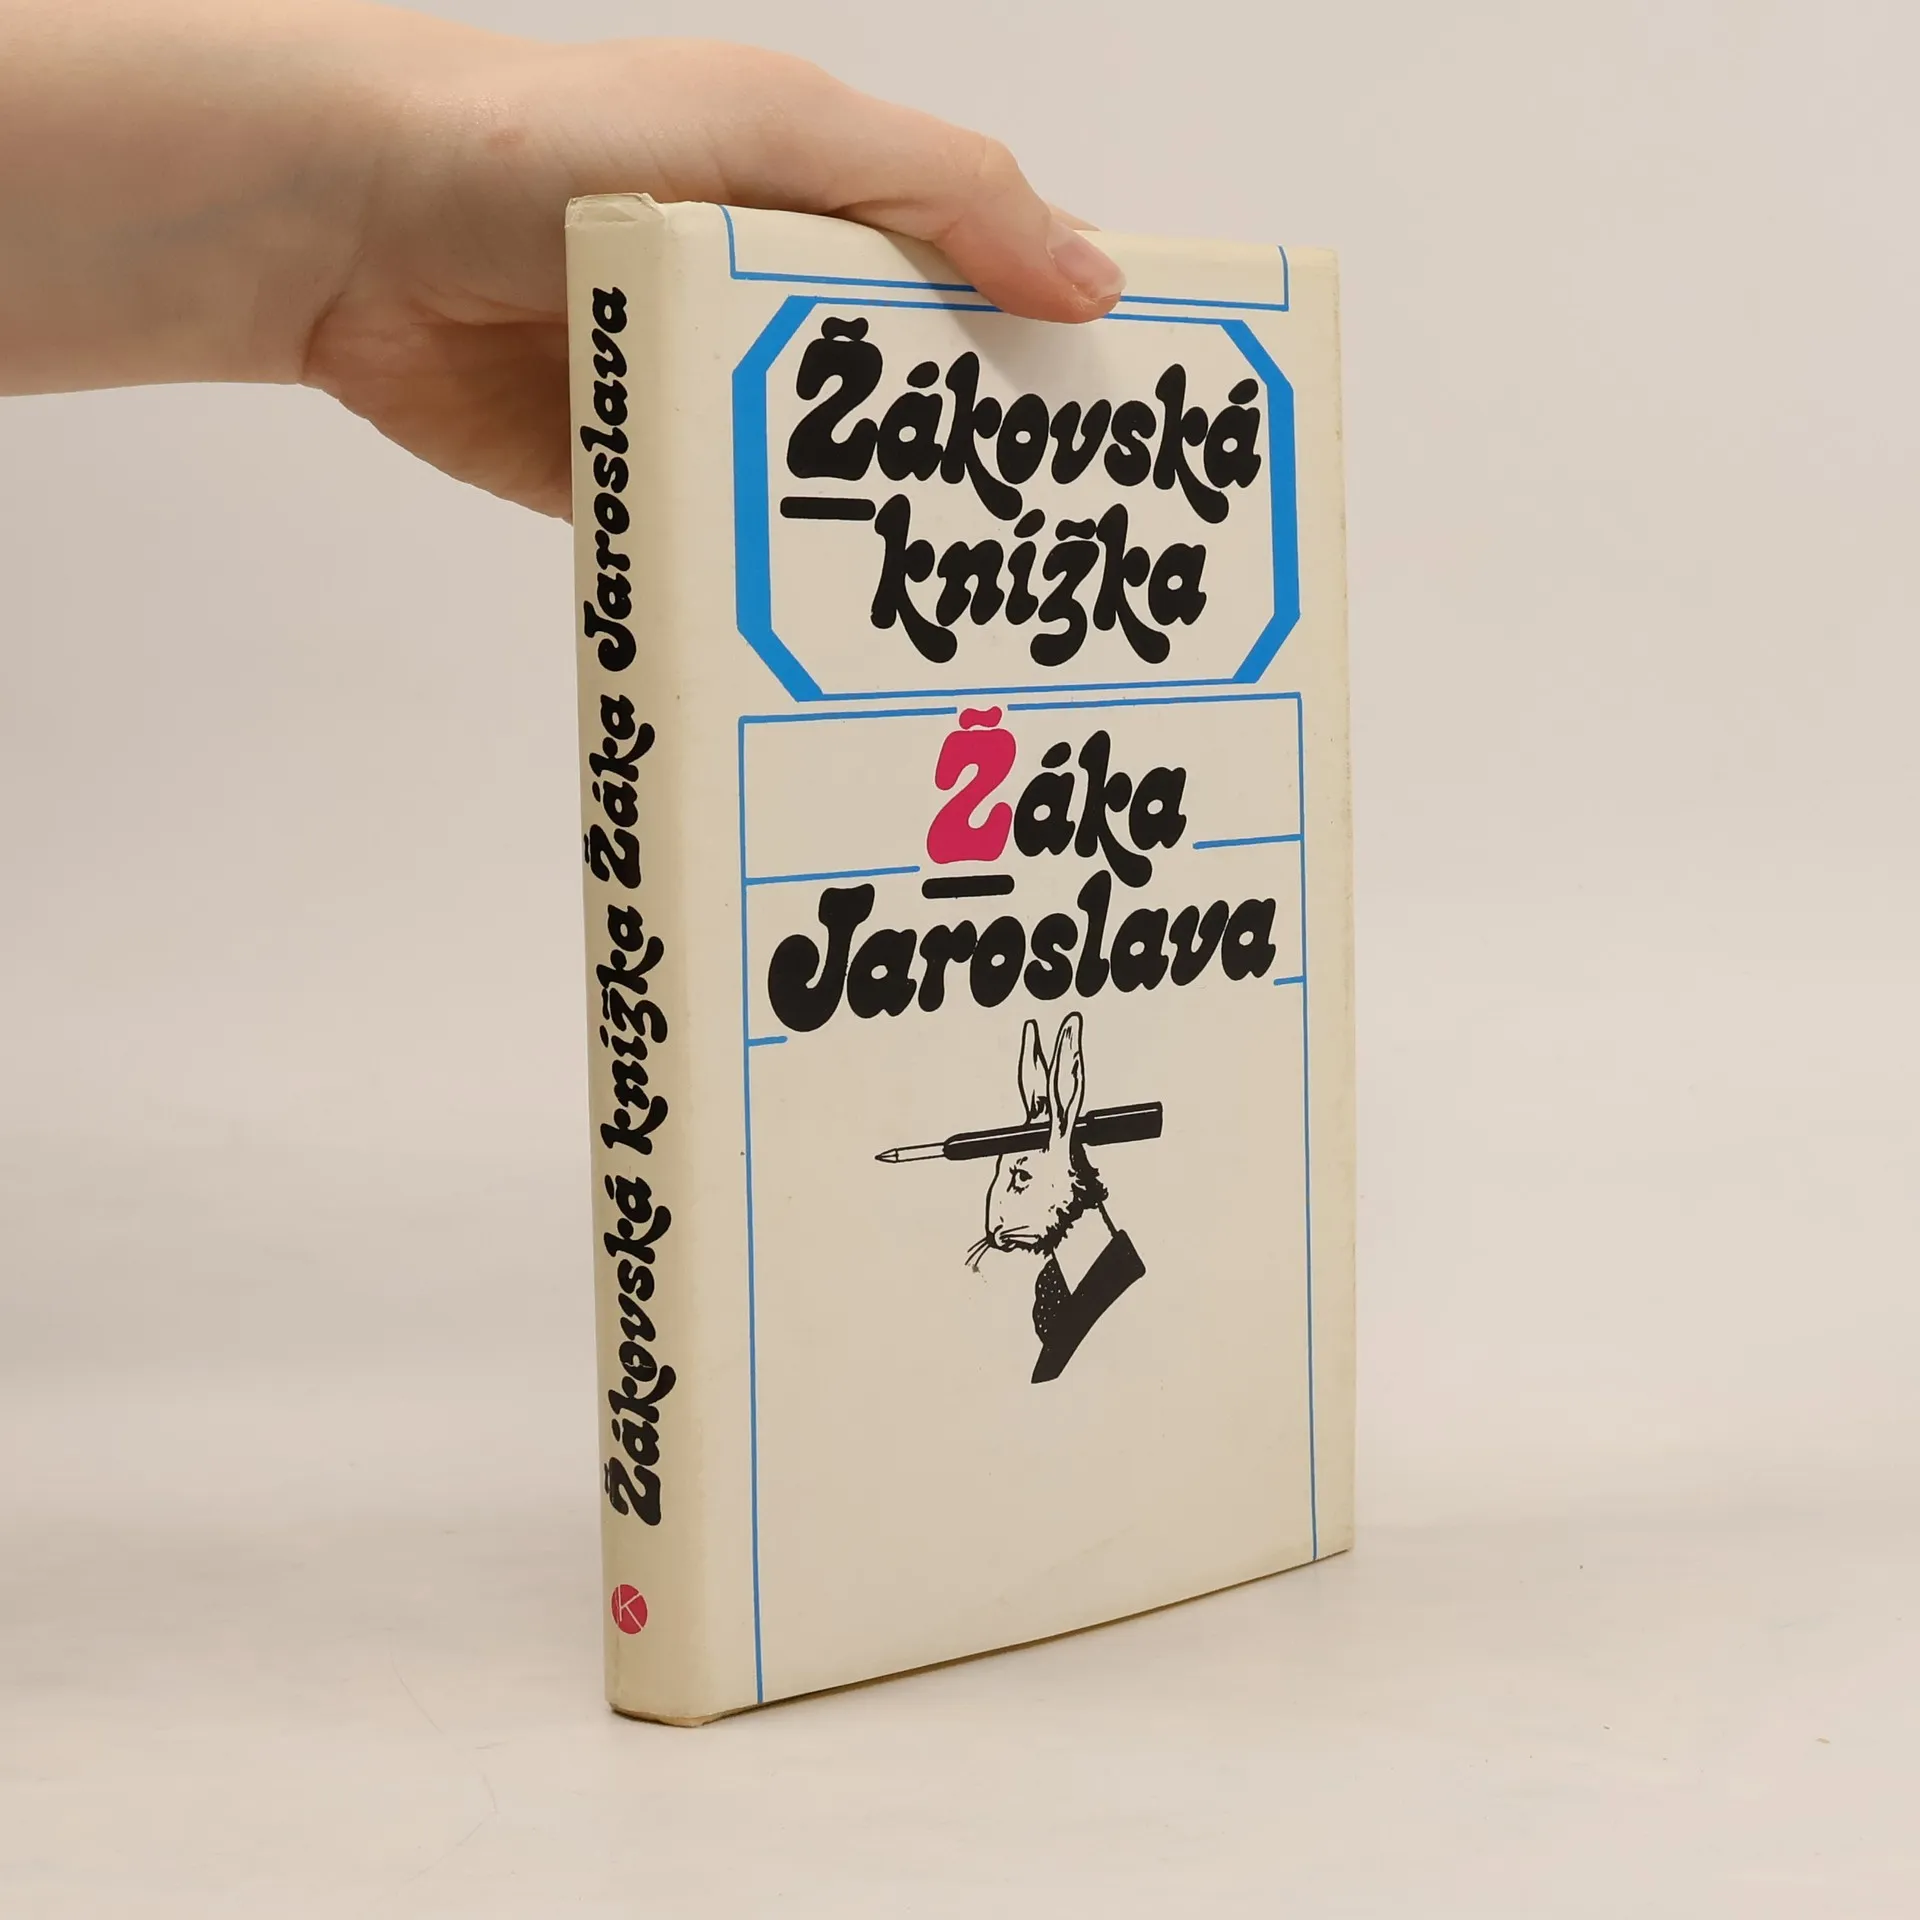 Žákovská knížka Žáka Jaroslava
K
Žákovská
knížka
Žáka
Jaroslava